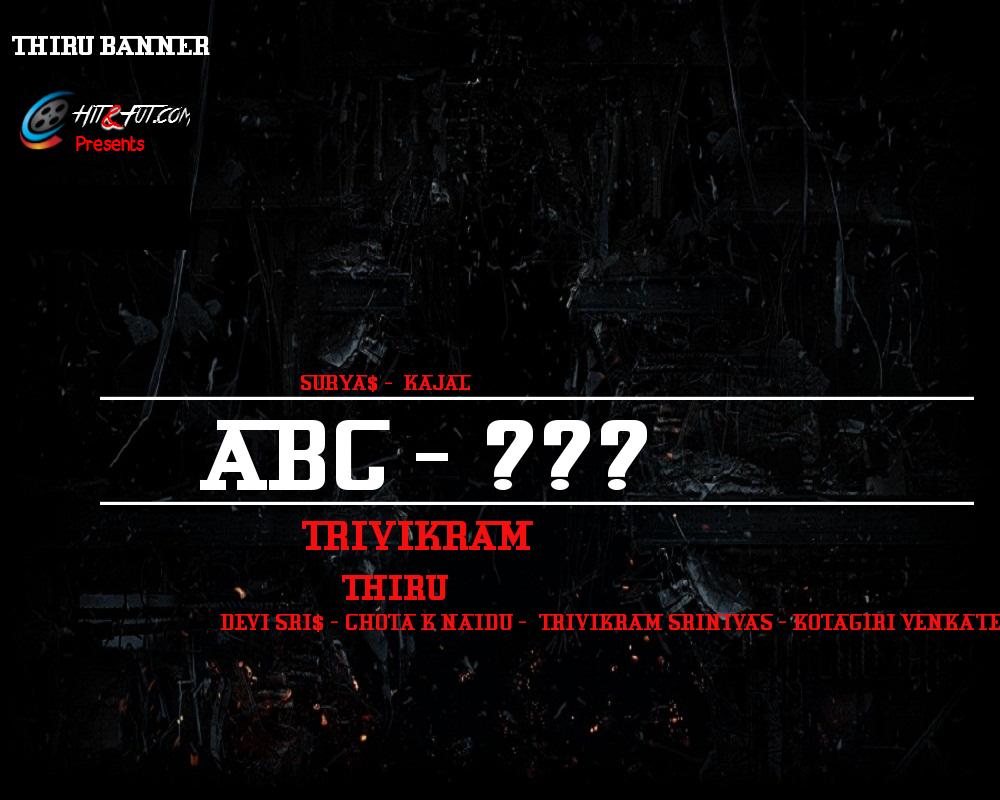 THIRU BANNER
HIT&FUT.COM
Presents
SURYA$ - KAJAL
ABC - ???
TRIVIKRAM
THIRU
DEVI SRI$ - CHOTA K NAIDU - TRIVIKRAM SRINIVAS - KOTAGIRI VENKATE